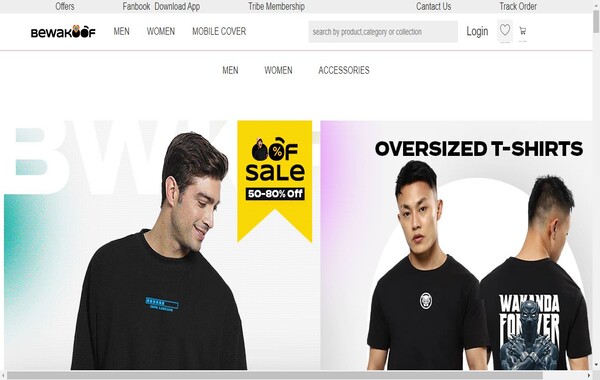 Offers Fanbook Download App Tribe Membership Contact Us Track Order
BEWAKOOF MEN WOMEN MOBILE COVER search by product,category or collection Login
MEN WOMEN ACCESSORIES
BWKF
OOF
%
SALE
50-80% Off
OVERSIZED T-SHIRTS
WAKANDA
FOREVER